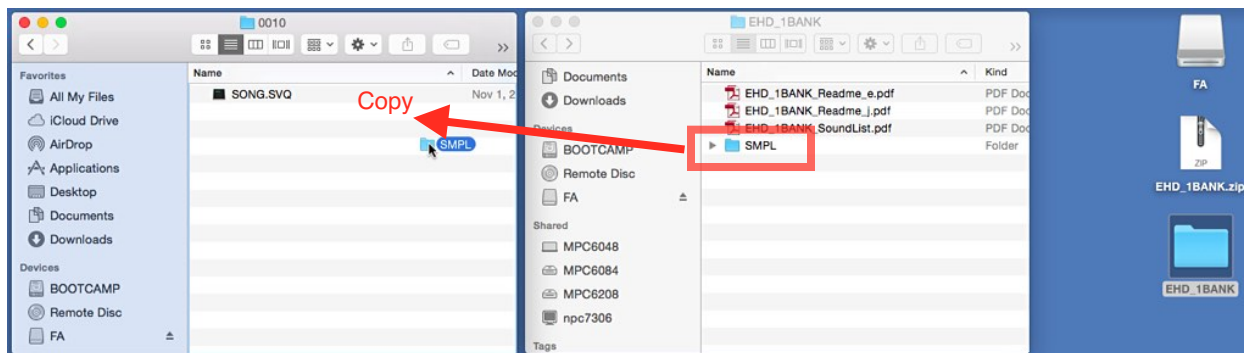 0010
Favorites
All My Files
iCloud Drive
AirDrop
Applications
Desktop
Documents
Downloads
Devices
BOOTCAMP
Remote Disc
FA
Name
Date Mod
SONG.SVQ
Nov 1, 2
Copy
SMPL
EHD_1BANK
Documents
Downloads
Devices
BOOTCAMP
Remote Disc
FA
Shared
MPC6048
MPC6084
MPC6208
npc7306
Tags
Name
Kind
EHD_1BANK_Readme_e.pdf
PDF Doc
EHD_1BANK_Readme_j.pdf
PDF Doc
EHD_1BANK_SoundList.pdf
PDF Doc
SMPL
Folder
FA
ZIP
EHD_1BANK.zip
EHD_1BANK